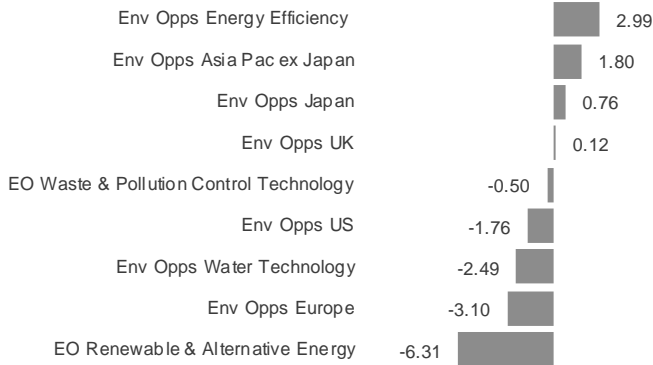 Env Opps Energy Efficiency 2.99
Env Opps Asia Pac ex Japan 1.80
Env Opps Japan 0.76
Env Opps UK 0.12
EO Waste & Pollution Control Technology -0.50
Env Opps US -1.76
Env Opps Water Technology -2.49
Env Opps Europe -3.10
EO Renewable & Alternative Energy -6.31